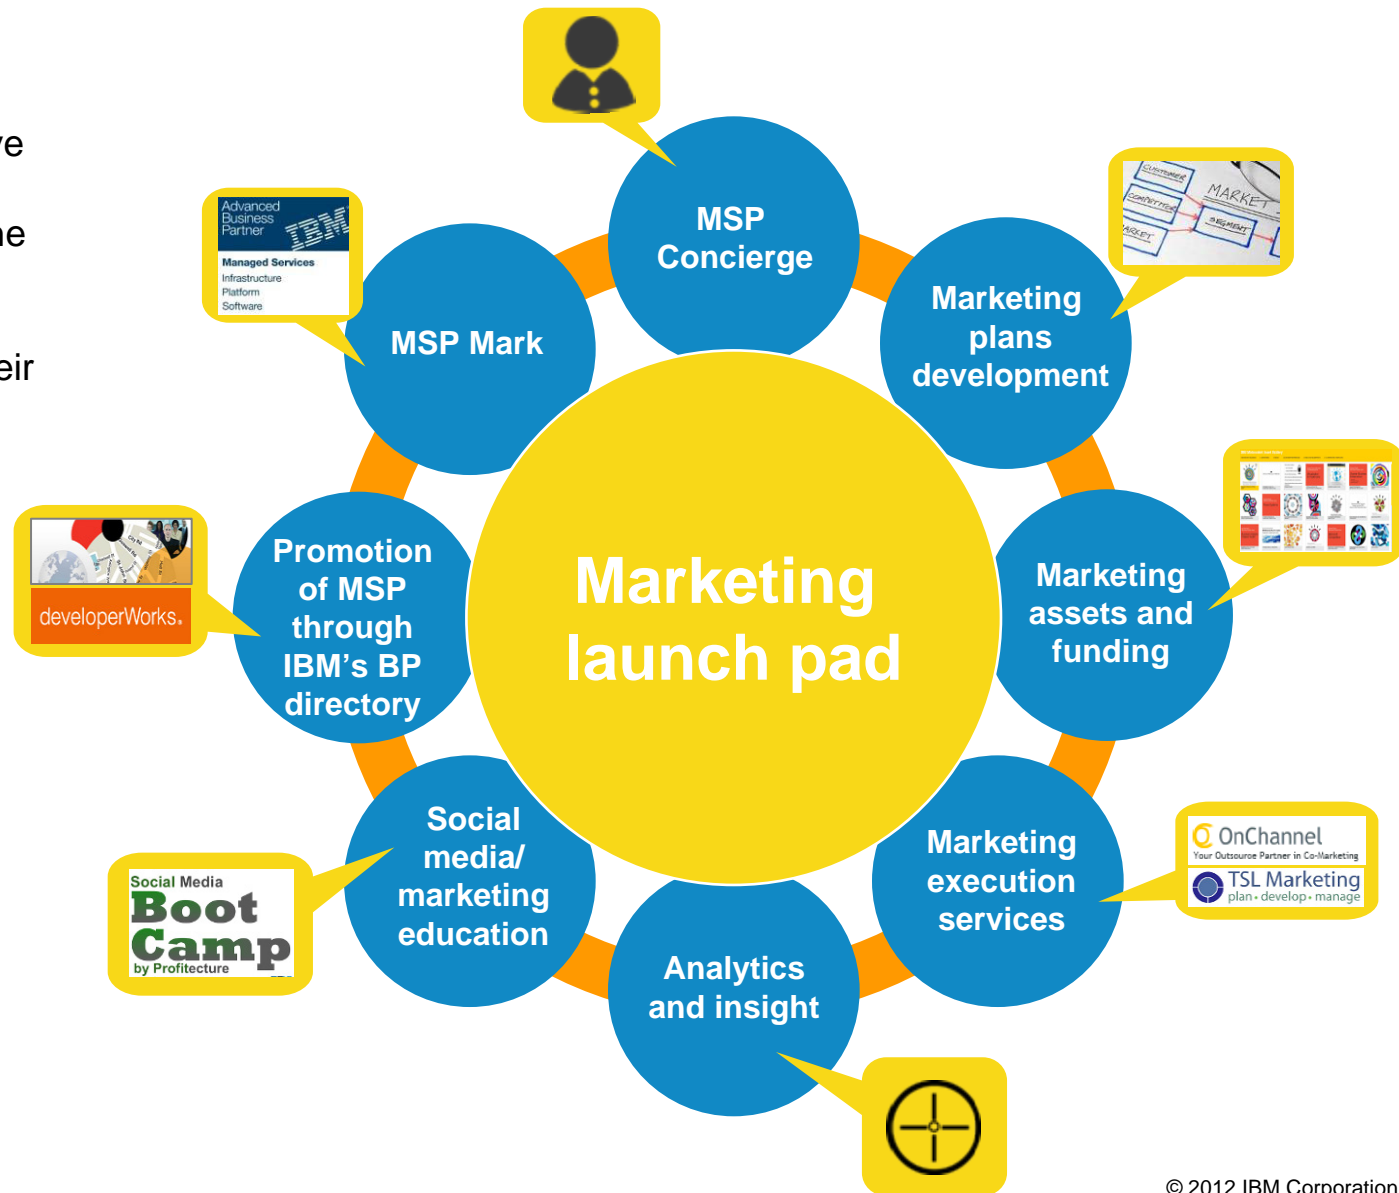 ve
ne
eir
MSP
Concierge
CUSTOMER
COMPETITOR
MARKET
SEGMENT
Marketing
plans
development
Advanced
Business
Partner
IBM
Managed Services
Infrastructure
Platform
Software
MSP Mark
Marketing
launch pad
Marketing
assets and
funding
Promotion
of MSP
through
IBM's BP
directory
developerWorks.
Social
media/
marketing
education
Social Media
Boot
Camp
by Profitecture
Marketing
execution
services
OnChannel
Your Outsource Partner in Co-Marketing
TSL Marketing
plan • develop • manage
Analytics
and insight
© 2012 IBM Corporation